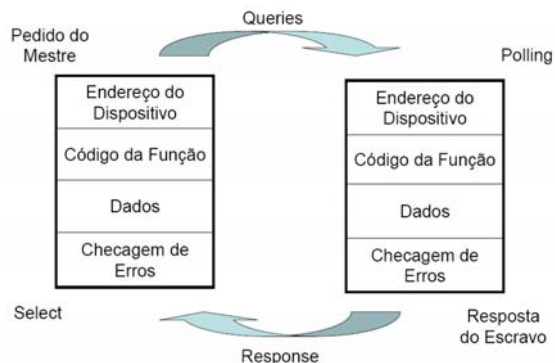 Queries
Pedido do
Mestre
Polling
Endereço do
Dispositivo
Código da Função
Dados
Checagem de
Erros
Endereço do
Dispositivo
Código da Função
Dados
Checagem de
Erros
Select
Resposta
do Escravo
Response